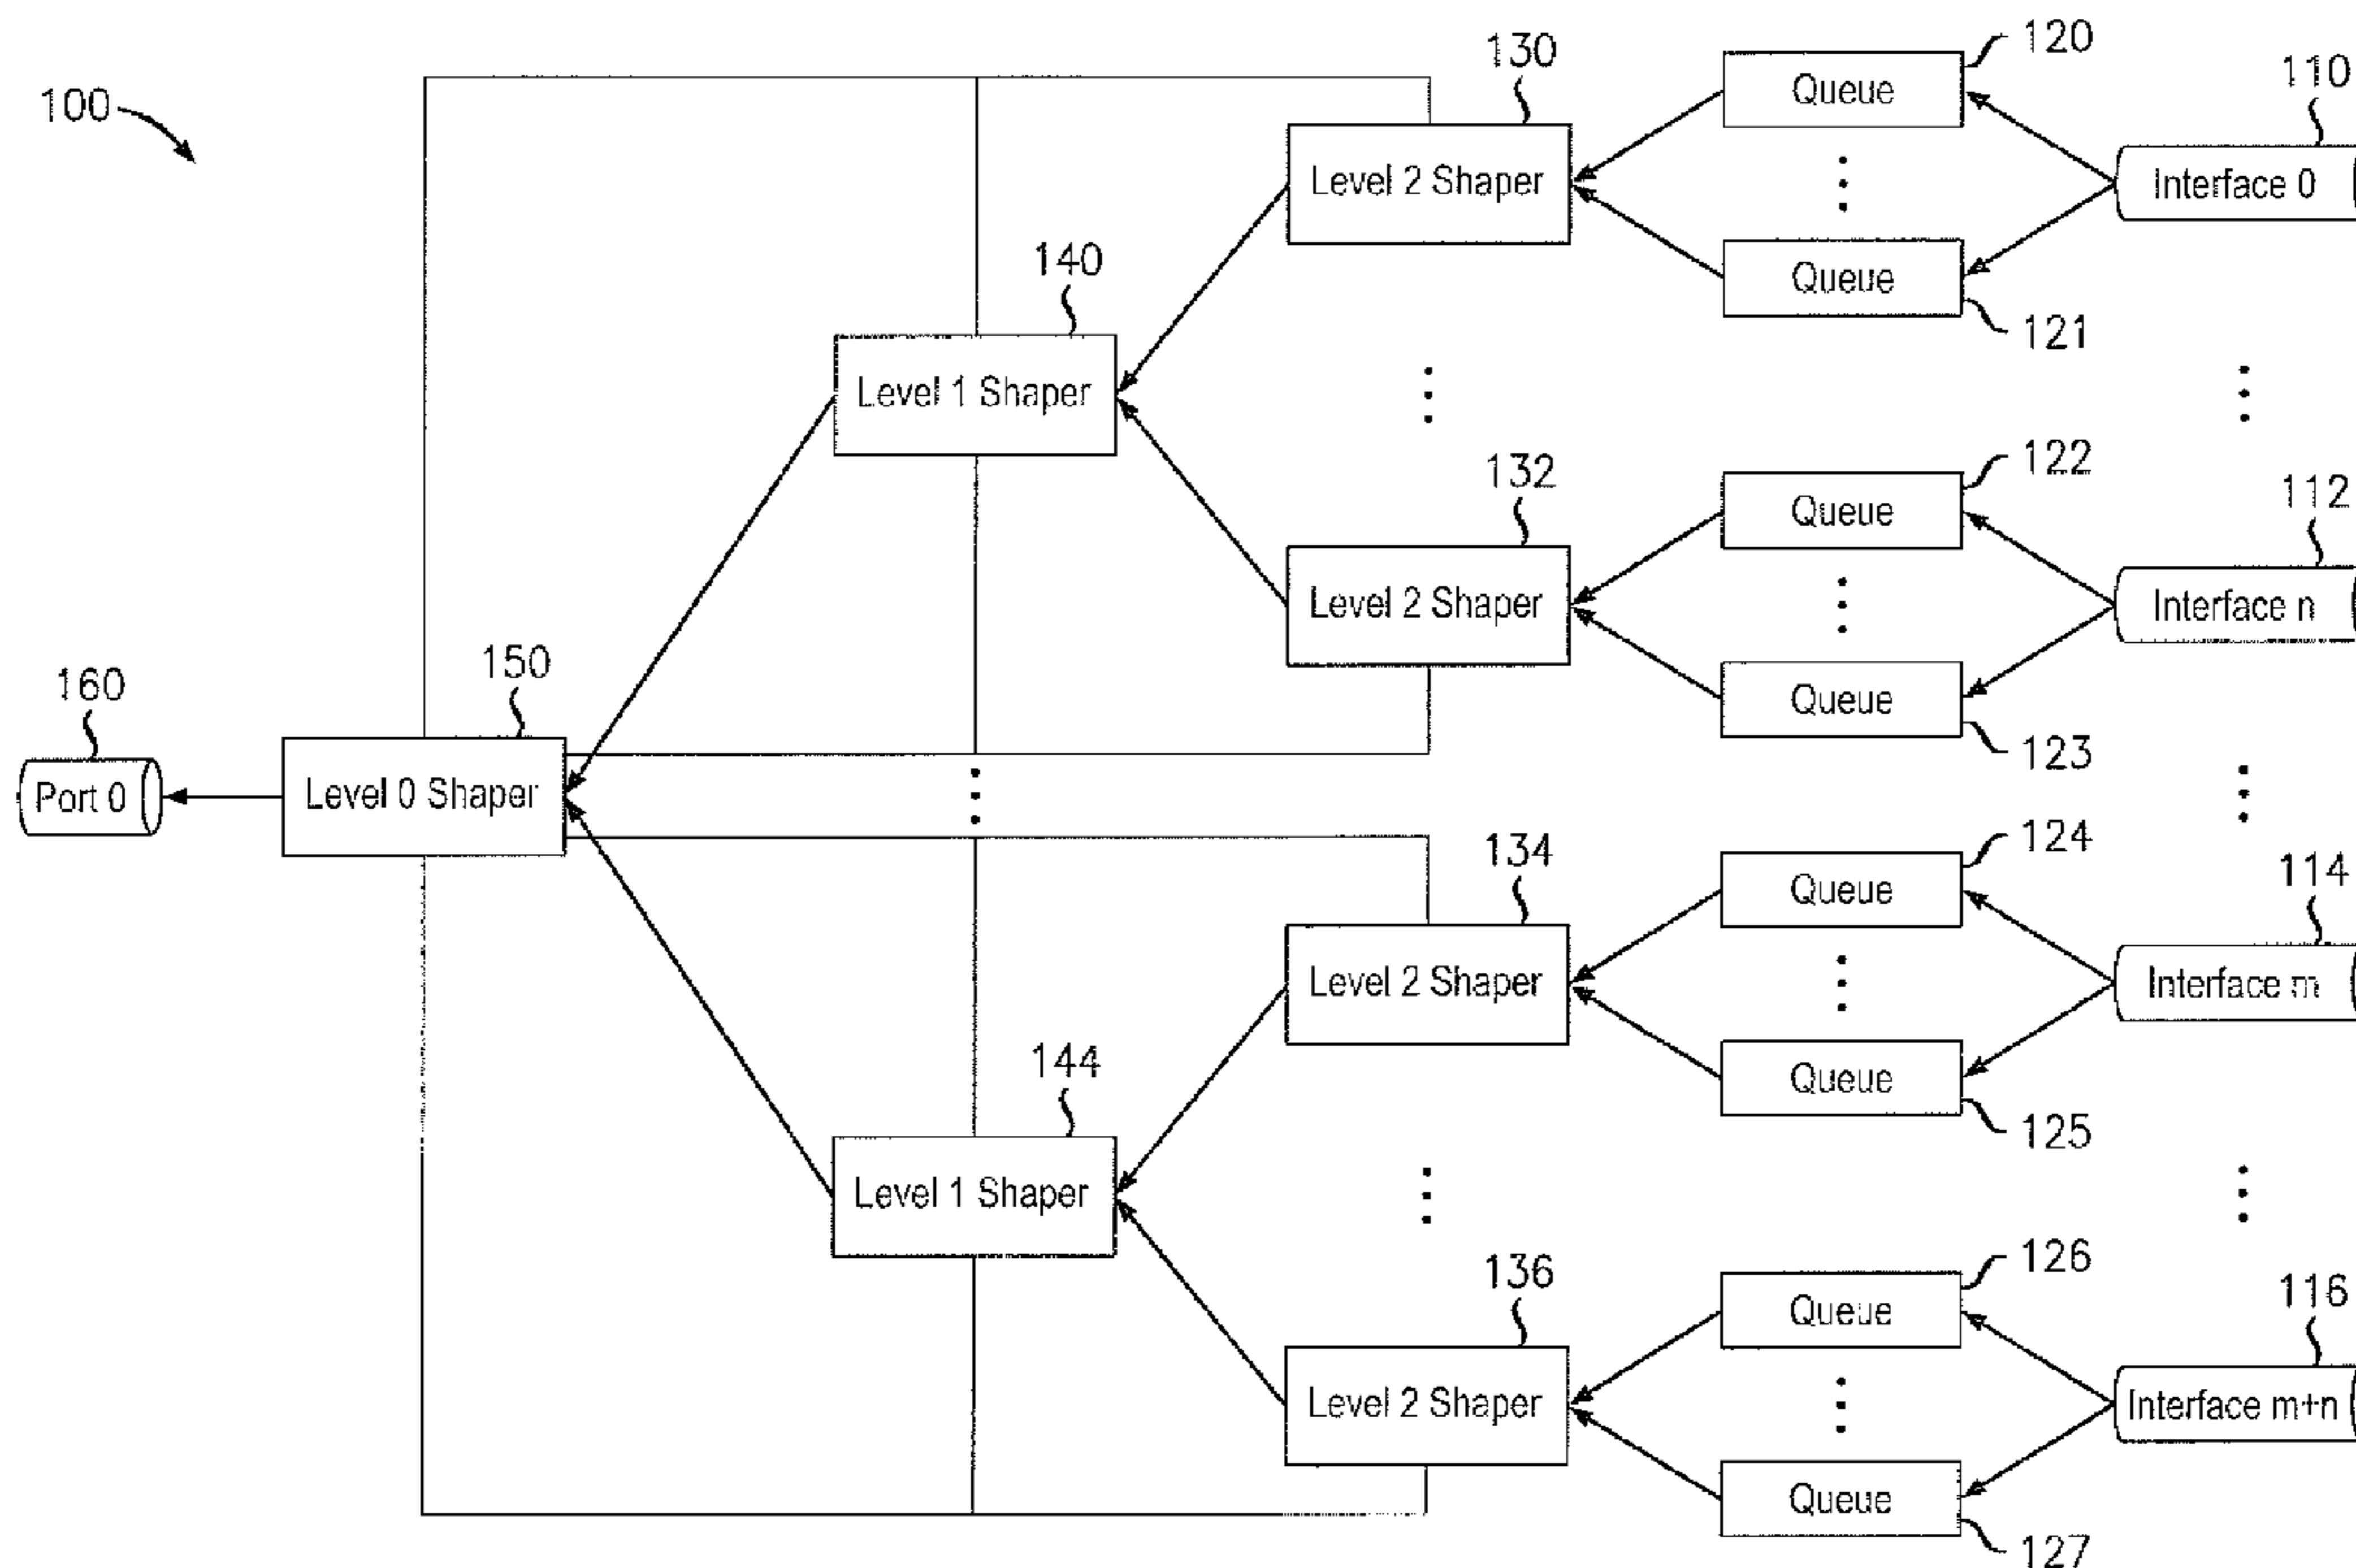 100
130
120
110
Queue
Level 2 Shaper
Interface 0
Queue
121
140
Level 1 Shaper
132
122
112
Queue
Level 2 Shaper
Interface n
Queue
123
160
150
Port 0
Level 0 Shaper
134
124
114
Queue
Level 2 Shaper
Interface m
Queue
125
144
Level 1 Shaper
136
126
116
Queue
Level 2 Shaper
Interface m+n
Queue
127